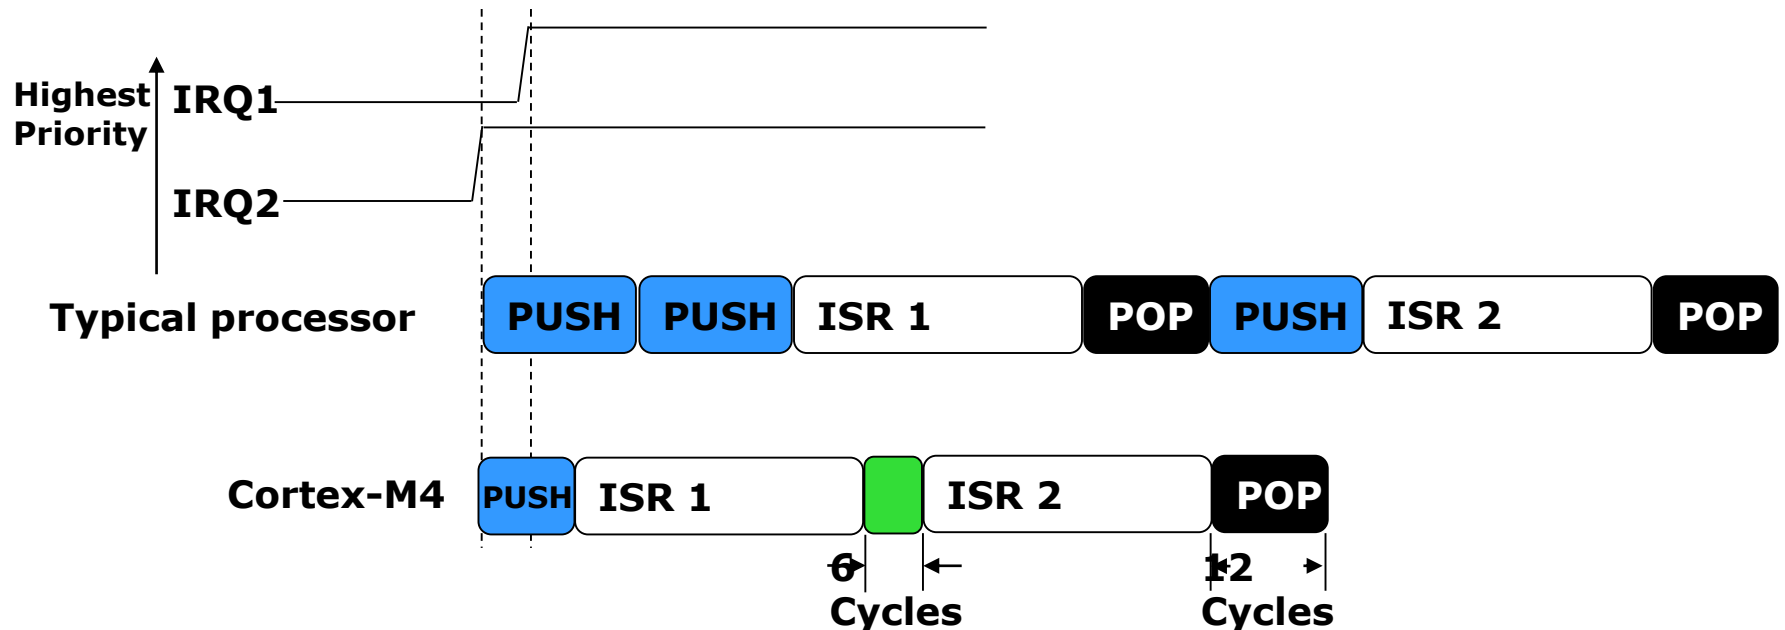 Highest
Priority
IRQ1
IRQ2
Typical processor
PUSH PUSH ISR 1 POP PUSH ISR 2 POP
Cortex-M4
PUSH ISR 1 ISR 2 POP
6
Cycles
12
Cycles